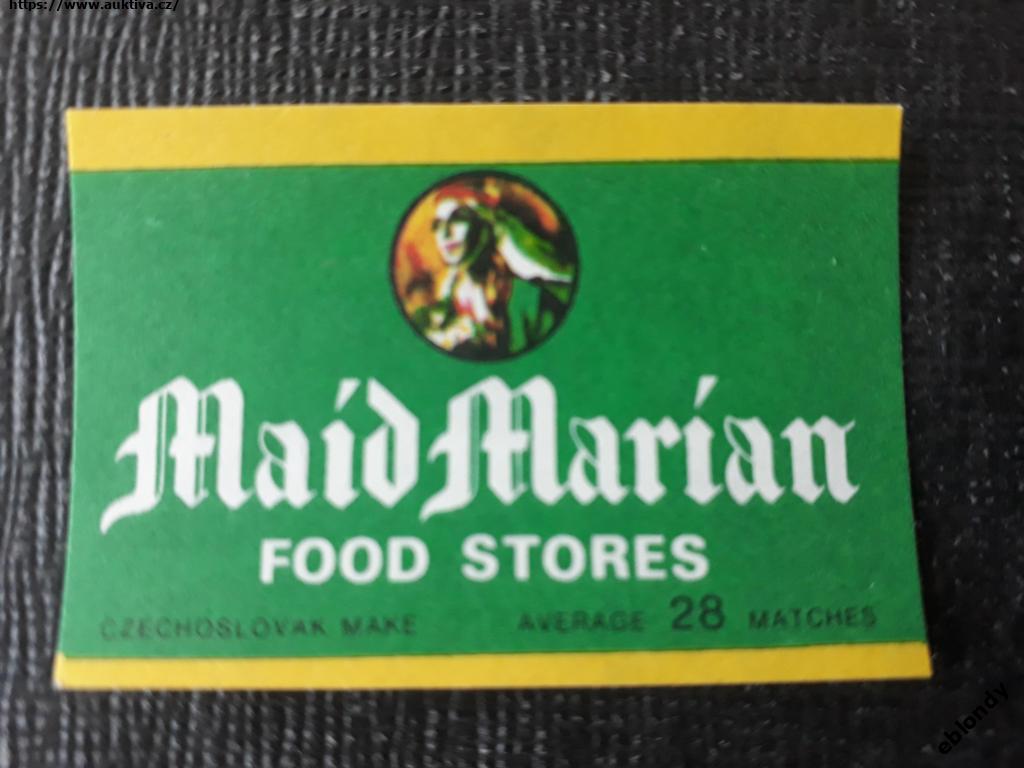 https://www.auktiva.cz/
Maid Marian
FOOD STORES
CZECHOSLOVAK MAKE AVERAGE 28 MATCHES
eblondy